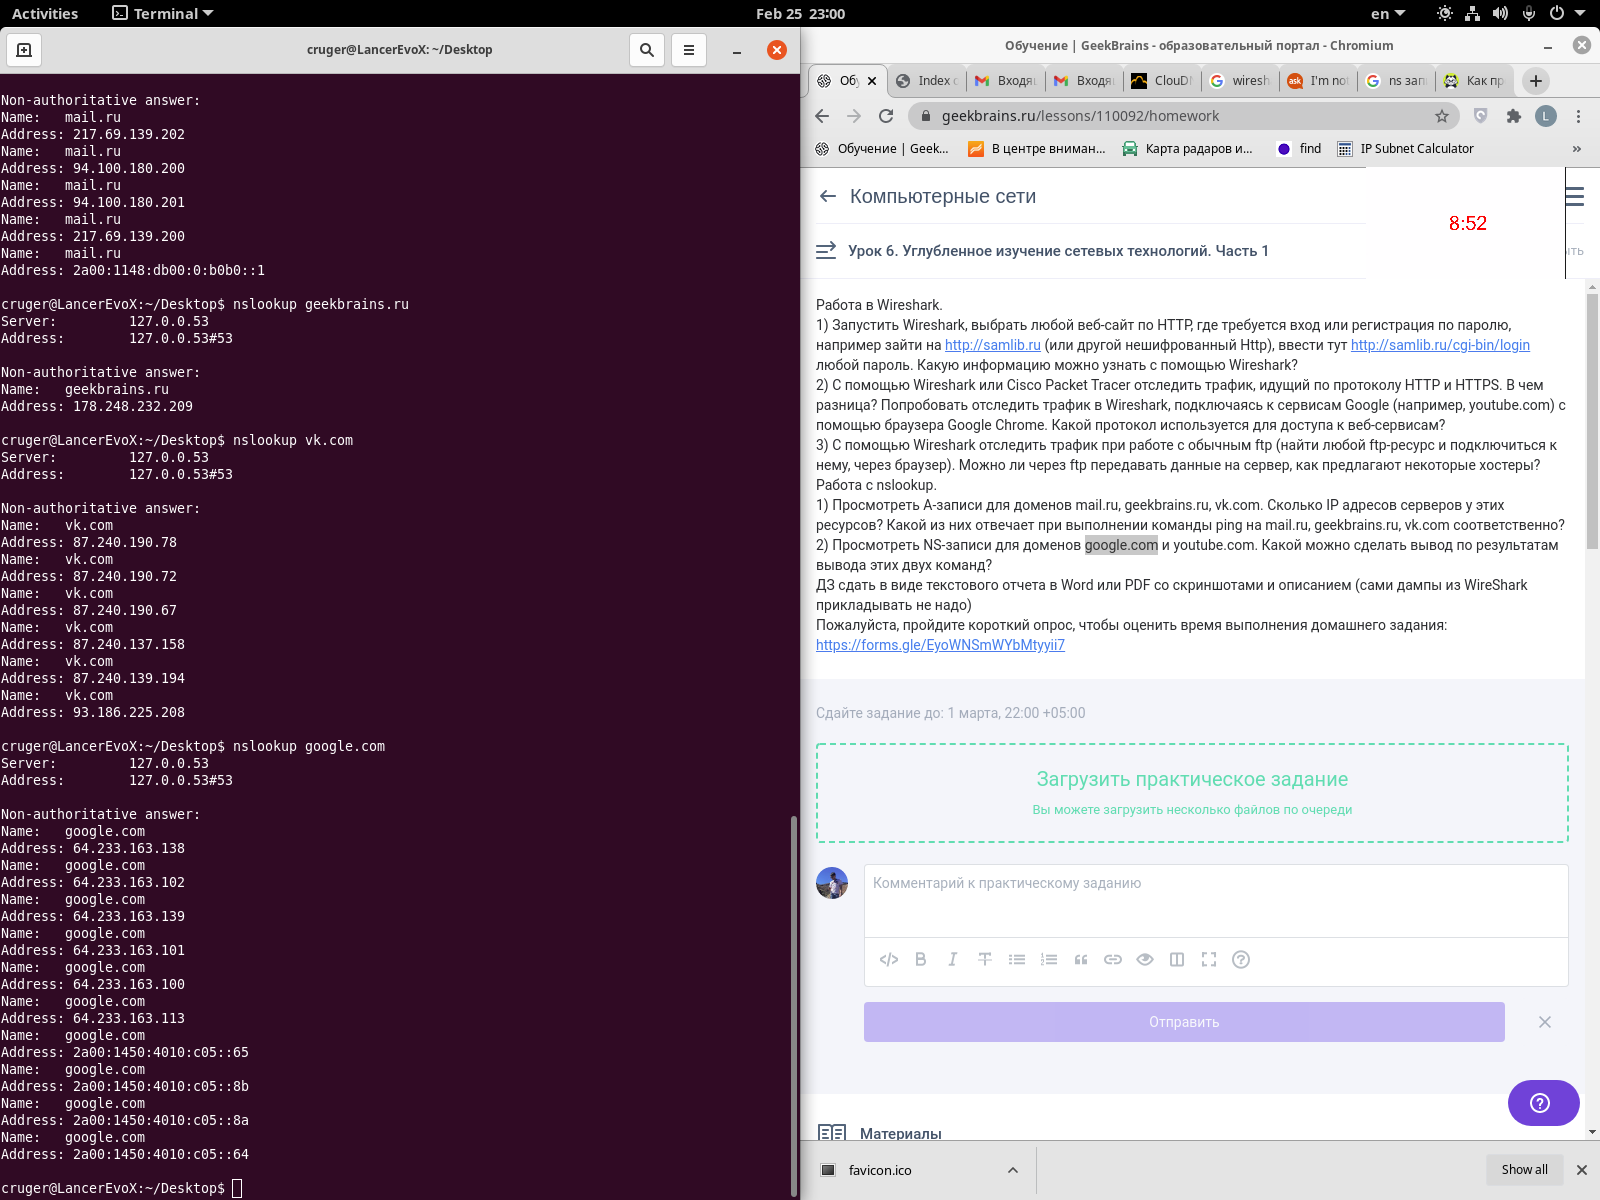 Activities
Terminal
Feb 25  23:00
en
cruger@LancerEvoX: ~/Desktop
Non-authoritative answer:
Name:   mail.ru
Address: 217.69.139.202
Name:   mail.ru
Address: 94.100.180.200
Name:   mail.ru
Address: 94.100.180.201
Name:   mail.ru
Address: 217.69.139.200
Name:   mail.ru
Address: 2a00:1148:db00:0:b0b0::1
cruger@LancerEvoX:~/Desktop$ nslookup geekbrains.ru
Server:         127.0.0.53
Address:        127.0.0.53#53
Non-authoritative answer:
Name:   geekbrains.ru
Address: 178.248.232.209
cruger@LancerEvoX:~/Desktop$ nslookup vk.com
Server:         127.0.0.53
Address:        127.0.0.53#53
Non-authoritative answer:
Name:   vk.com
Address: 87.240.190.78
Name:   vk.com
Address: 87.240.190.72
Name:   vk.com
Address: 87.240.190.67
Name:   vk.com
Address: 87.240.137.158
Name:   vk.com
Address: 87.240.139.194
Name:   vk.com
Address: 93.186.225.208
cruger@LancerEvoX:~/Desktop$ nslookup google.com
Server:         127.0.0.53
Address:        127.0.0.53#53
Non-authoritative answer:
Name:   google.com
Address: 64.233.163.138
Name:   google.com
Address: 64.233.163.102
Name:   google.com
Address: 64.233.163.139
Name:   google.com
Address: 64.233.163.101
Name:   google.com
Address: 64.233.163.100
Name:   google.com
Address: 64.233.163.113
Name:   google.com
Address: 2a00:1450:4010:c05::65
Name:   google.com
Address: 2a00:1450:4010:c05::8b
Name:   google.com
Address: 2a00:1450:4010:c05::8a
Name:   google.com
Address: 2a00:1450:4010:c05::64
cruger@LancerEvoX:~/Desktop$
Обучение | GeekBrains - образовательный портал - Chromium
Обу
Index o
Входящ
Входящ
ClouDN
wiresha
ask I'm not
ns запи
Как пр
geekbrains.ru/lessons/110092/homework
L
Обучение | Geek...
В центре вниман...
Карта радаров и...
find
IP Subnet Calculator
»
Компьютерные сети
8:52
Урок 6. Углубленное изучение сетевых технологий. Часть 1
ыть
Работа в Wireshark.
1) Запустить Wireshark, выбрать любой веб-сайт по HTTP, где требуется вход или регистрация по паролю,
например зайти на http://samlib.ru (или другой нешифрованный Http), ввести тут http://samlib.ru/cgi-bin/login
любой пароль. Какую информацию можно узнать с помощью Wireshark?
2) С помощью Wireshark или Cisco Packet Tracer отследить трафик, идущий по протоколу HTTP и HTTPS. В чем
разница? Попробовать отследить трафик в Wireshark, подключаясь к сервисам Google (например, youtube.com) с
помощью браузера Google Chrome. Какой протокол используется для доступа к веб-сервисам?
3) С помощью Wireshark отследить трафик при работе с обычным ftp (найти любой ftp-ресурс и подключиться к
нему, через браузер). Можно ли через ftp передавать данные на сервер, как предлагают некоторые хостеры?
Работа с nslookup.
1) Просмотреть А-записи для доменов mail.ru, geekbrains.ru, vk.com. Сколько IP адресов серверов у этих
ресурсов? Какой из них отвечает при выполнении команды ping на mail.ru, geekbrains.ru, vk.com соответственно?
2) Просмотреть NS-записи для доменов google.com и youtube.com. Какой можно сделать вывод по результатам
вывода этих двух команд?
ДЗ сдать в виде текстового отчета в Word или PDF со скриншотами и описанием (сами дампы из WireShark
прикладывать не надо)
Пожалуйста, пройдите короткий опрос, чтобы оценить время выполнения домашнего задания:
https://forms.gle/EyoWNSmWYbMtyyii7
Сдайте задание до: 1 марта, 22:00 +05:00
Загрузить практическое задание
Вы можете загрузить несколько файлов по очереди
Комментарий к практическому заданию
Отправить
Материалы
favicon.ico
Show all